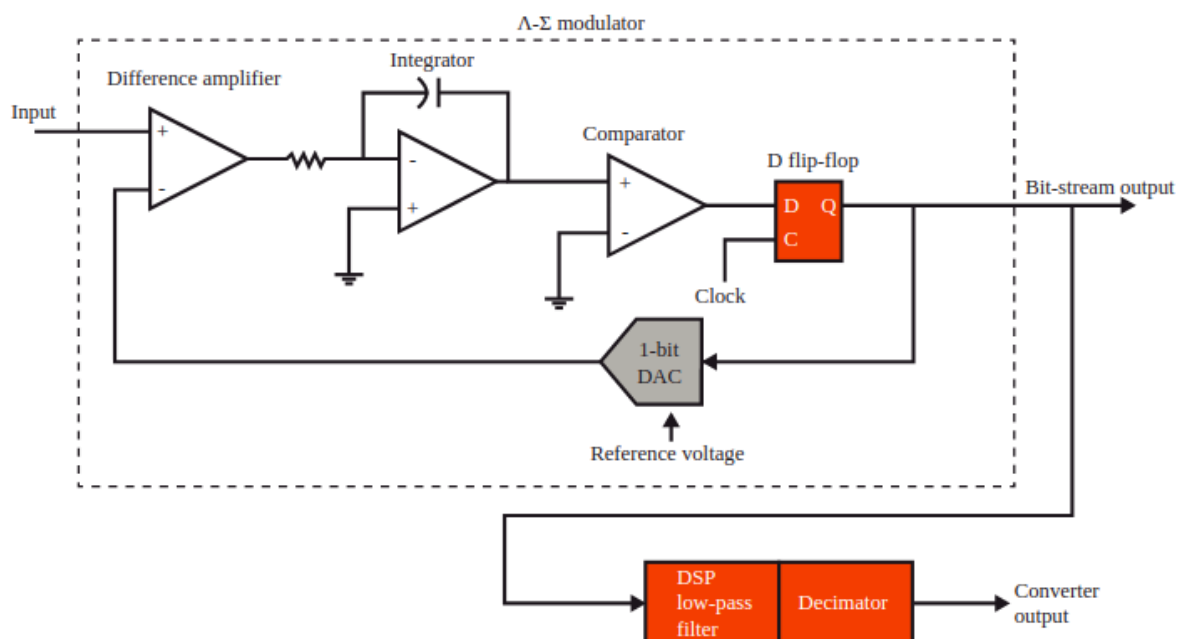 Λ-Σ modulator
Integrator
Difference amplifier
Input
+
-
-
+
Comparator
+
-
D flip-flop
D Q
C
Bit-stream output
Clock
1-bit
DAC
Reference voltage
DSP
low-pass
filter
Decimator
Converter
output